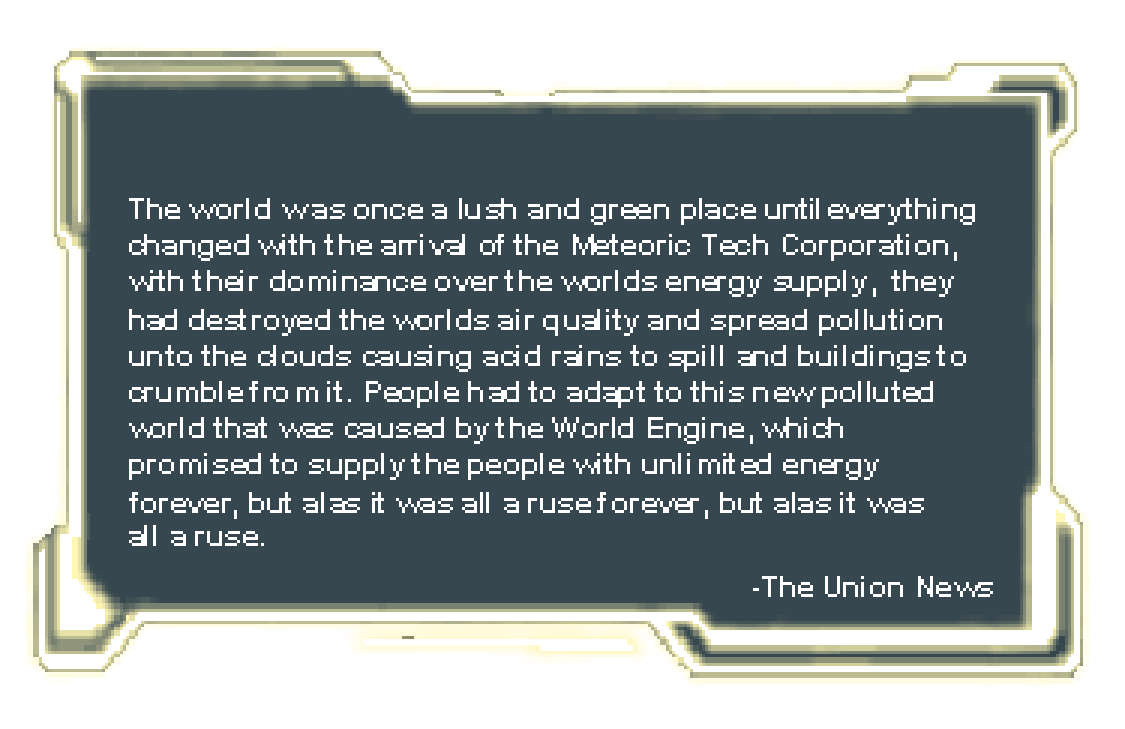 The world was once a lush and green place until everything
changed with the arrival of the Meteoric Tech Corporation,
with their dominance over the worlds energy supply, they
had destroyed the worlds air quality and spread pollution
unto the clouds causing acid rains to spill and buildings to
crumble from it. People had to adapt to this new polluted
world that was caused by the World Engine, which
promised to supply the people with unlimited energy
forever, but alas it was all a ruse forever, but alas it was
all a ruse.
-The Union News